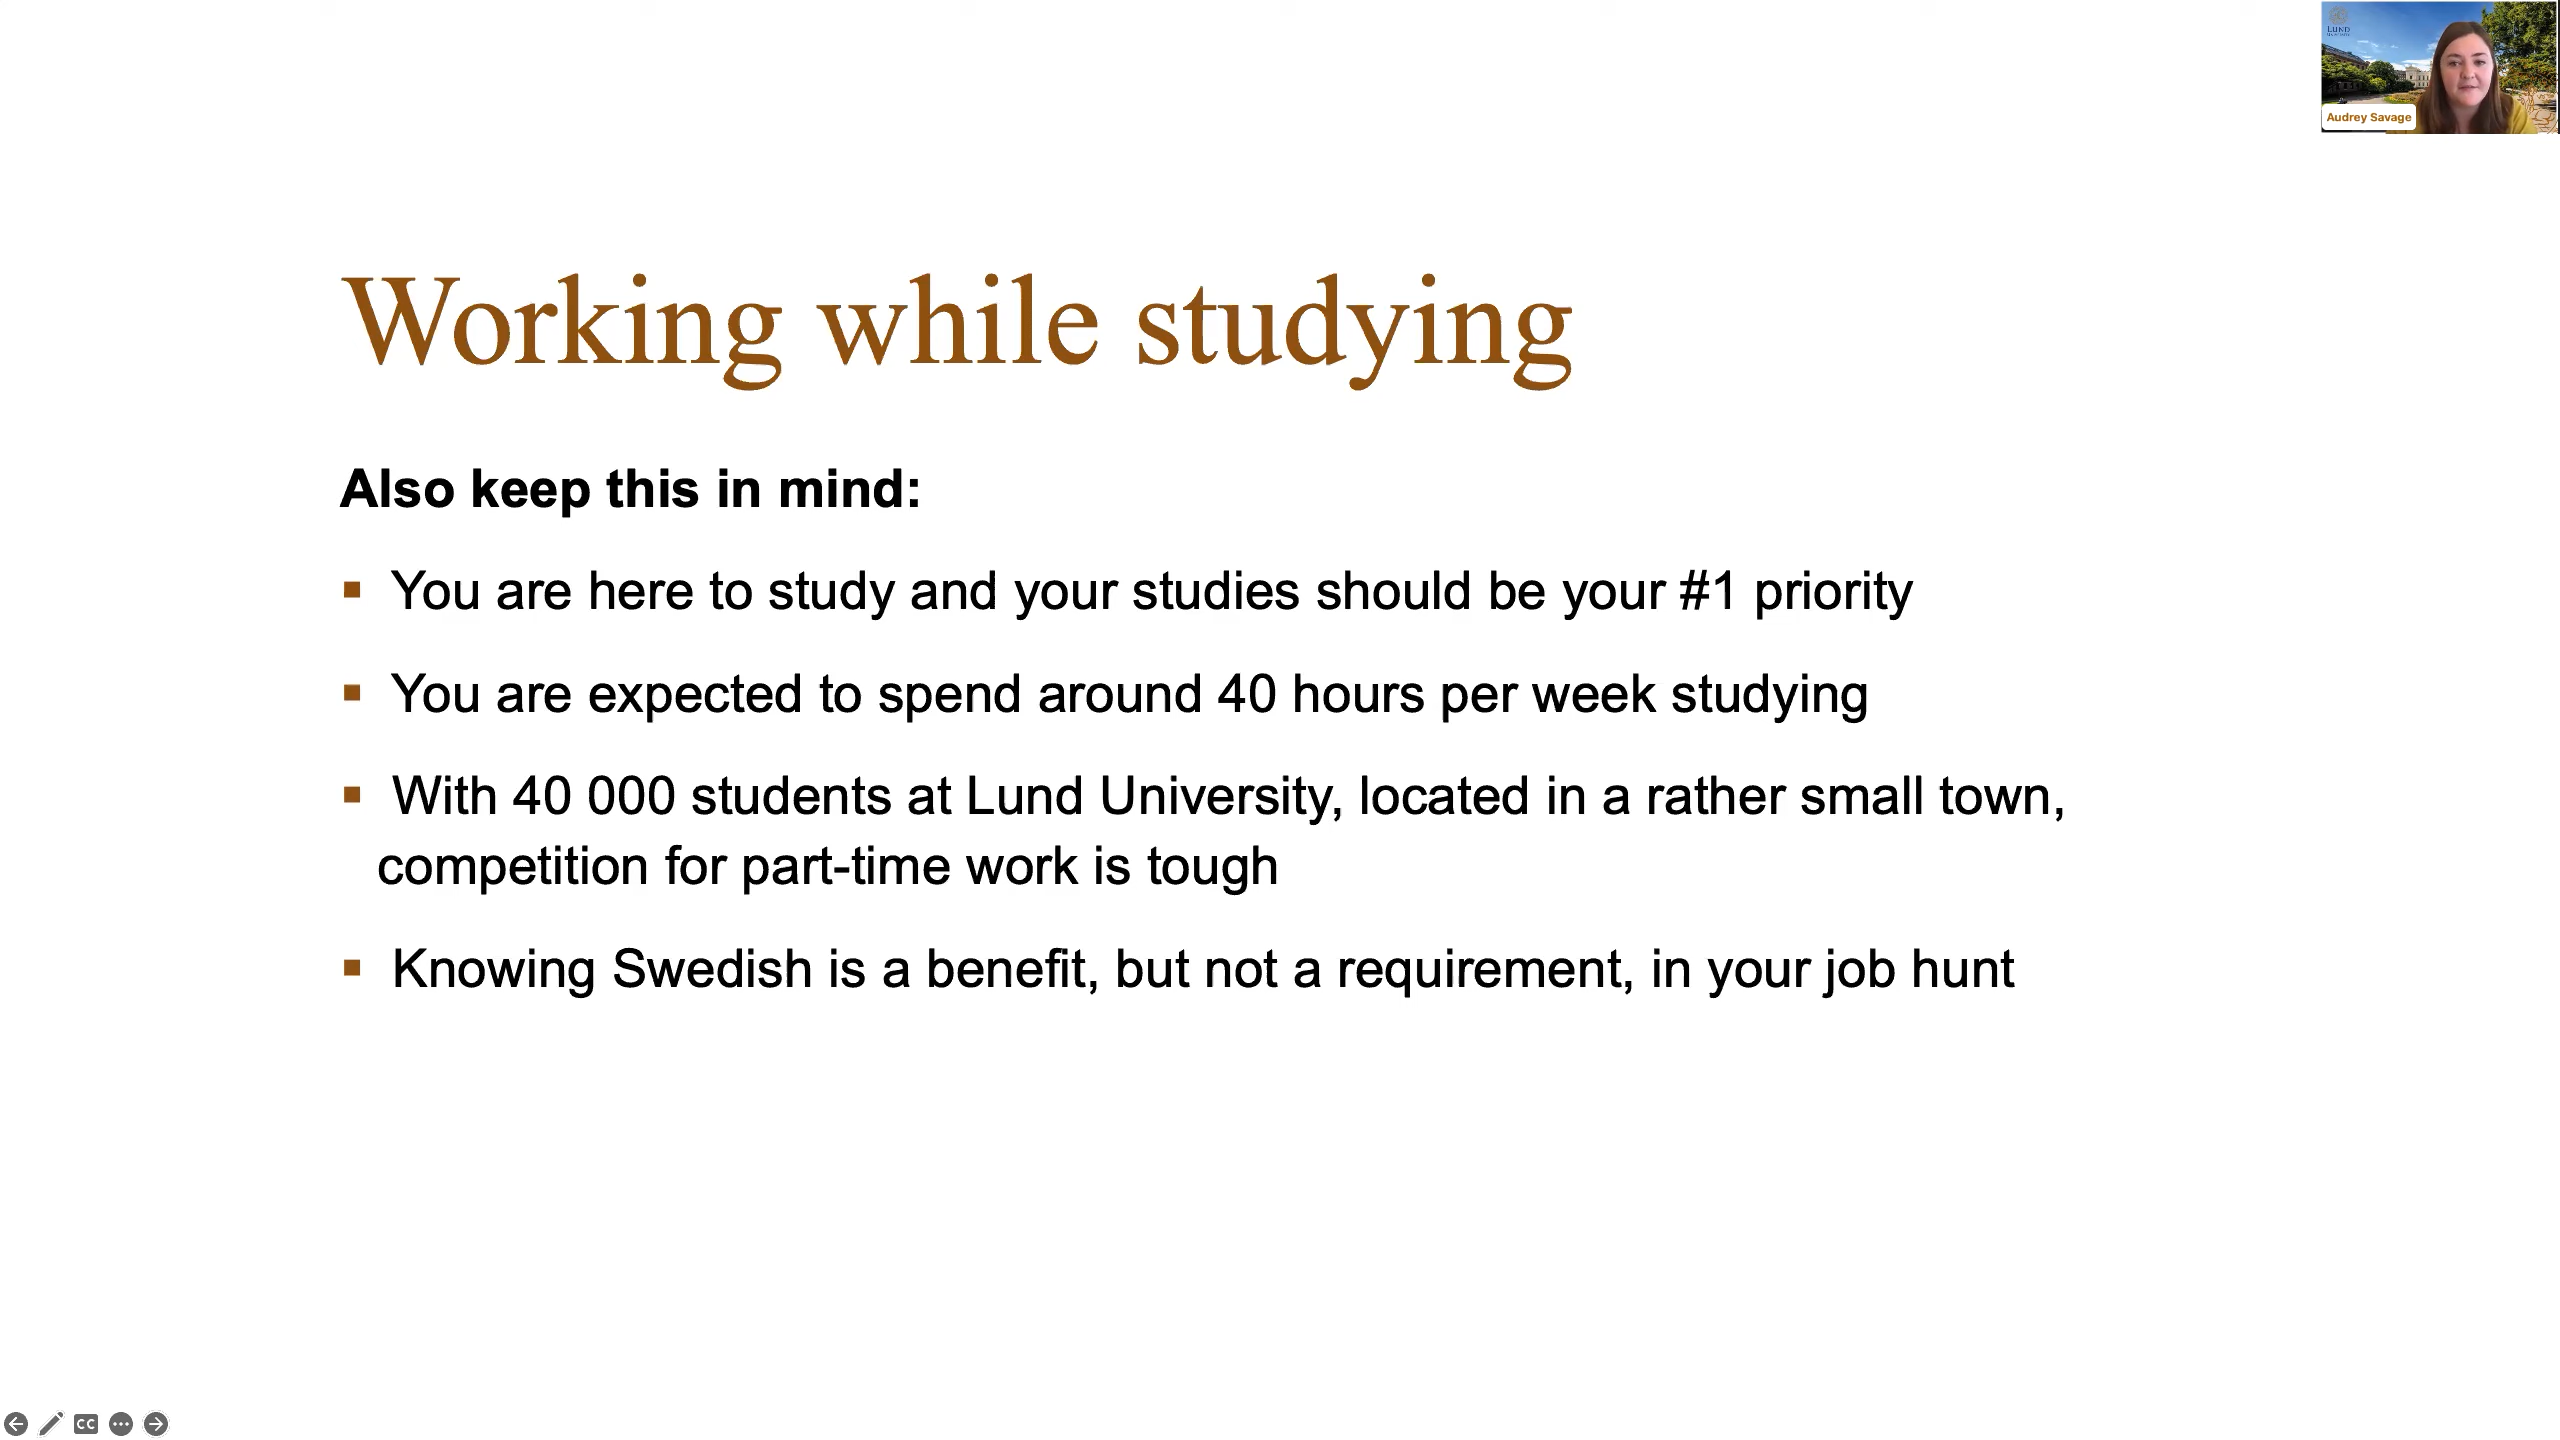 LUND
Audrey Savage
Working while studying
Also keep this in mind:
▪ You are here to study and your studies should be your #1 priority
▪ You are expected to spend around 40 hours per week studying
▪ With 40 000 students at Lund University, located in a rather small town,
competition for part-time work is tough
▪ Knowing Swedish is a benefit, but not a requirement, in your job hunt
CC